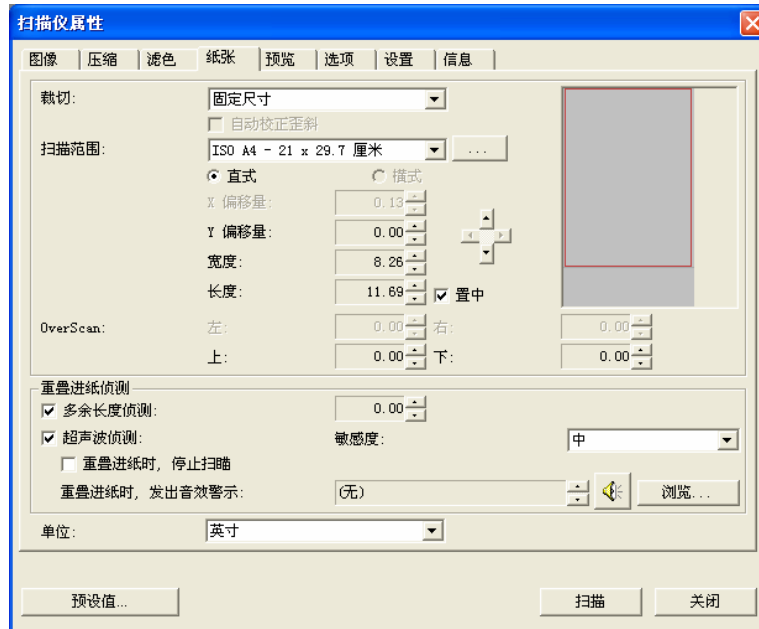 扫描仪属性
图像 压缩 滤色 纸张 预览 选项 设置 信息
裁切: 固定尺寸
自动校正歪斜
扫描范围: ISO A4 - 21 x 29.7 厘米 ...
直式 横式
X 偏移量: 0.13
Y 偏移量: 0.00
宽度: 8.26
长度: 11.69 置中
OverScan: 左: 0.00 右: 0.00
上: 0.00 下: 0.00
重叠进纸侦测
多余长度侦测: 0.00
超声波侦测: 敏感度: 中
重叠进纸时, 停止扫瞄
重叠进纸时, 发出音效警示: (无) 浏览...
单位: 英寸
预设值... 扫描 关闭